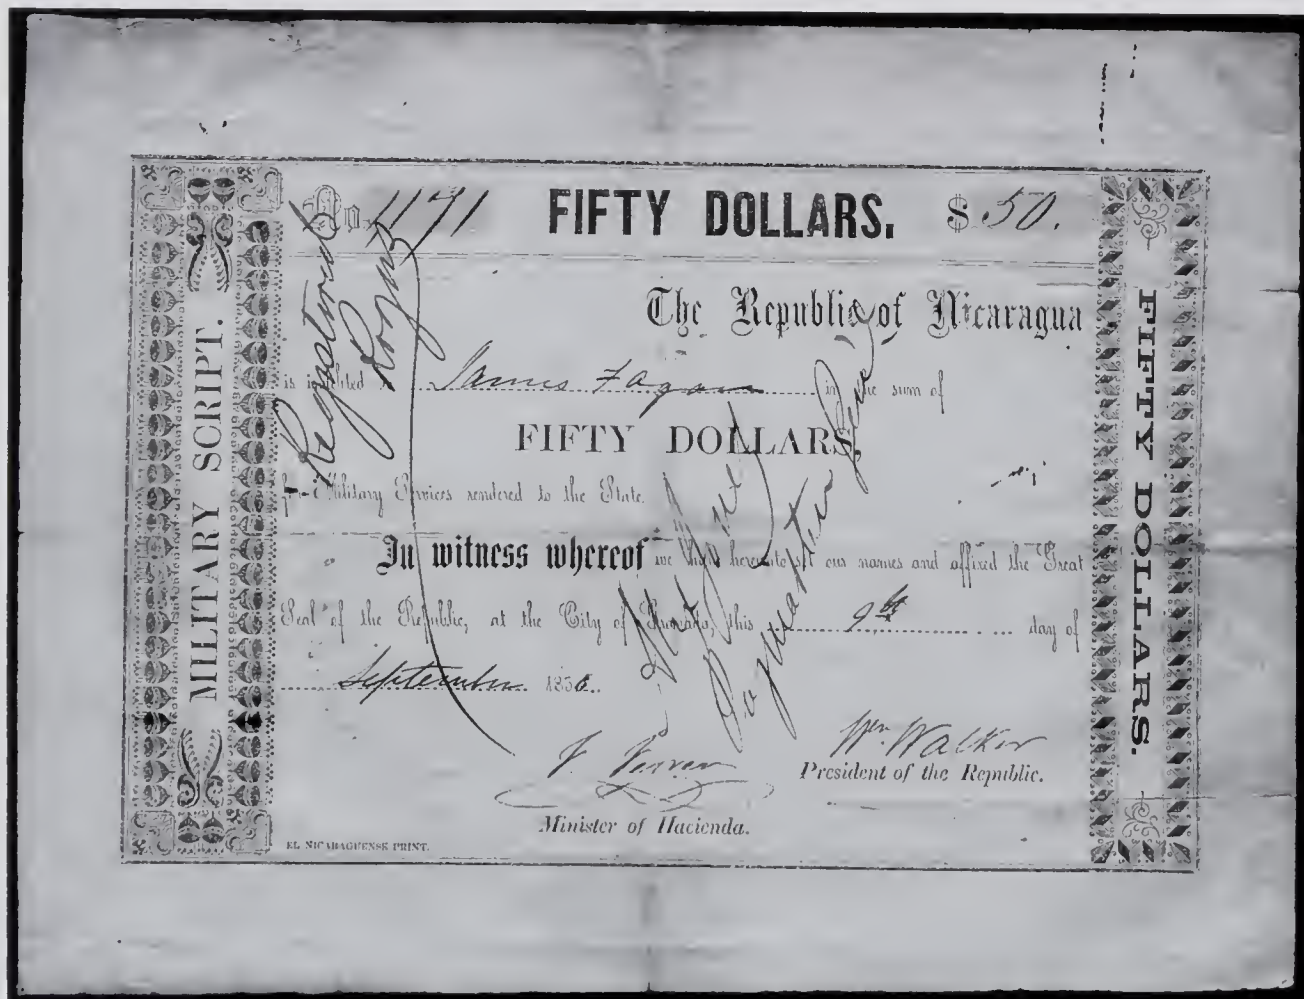 MILITARY SCRIPT.
No. 1171 FIFTY DOLLARS. $ 50.
The Republic of Nicaragua
is indebted James Fagan in the sum of
FIFTY DOLLARS,
for Military Services rendered to the State.
In witness whereof we have hereunto set our names and affixed the Great
Seal of the Republic, at the City of Granada, this 9th day of
September 1856.
Registered
Paymaster Genl
J. Ferrer
Minister of Hacienda.
Wm. Walker
President of the Republic.
EL NICARAGUENSE PRINT.
FIFTY DOLLARS.